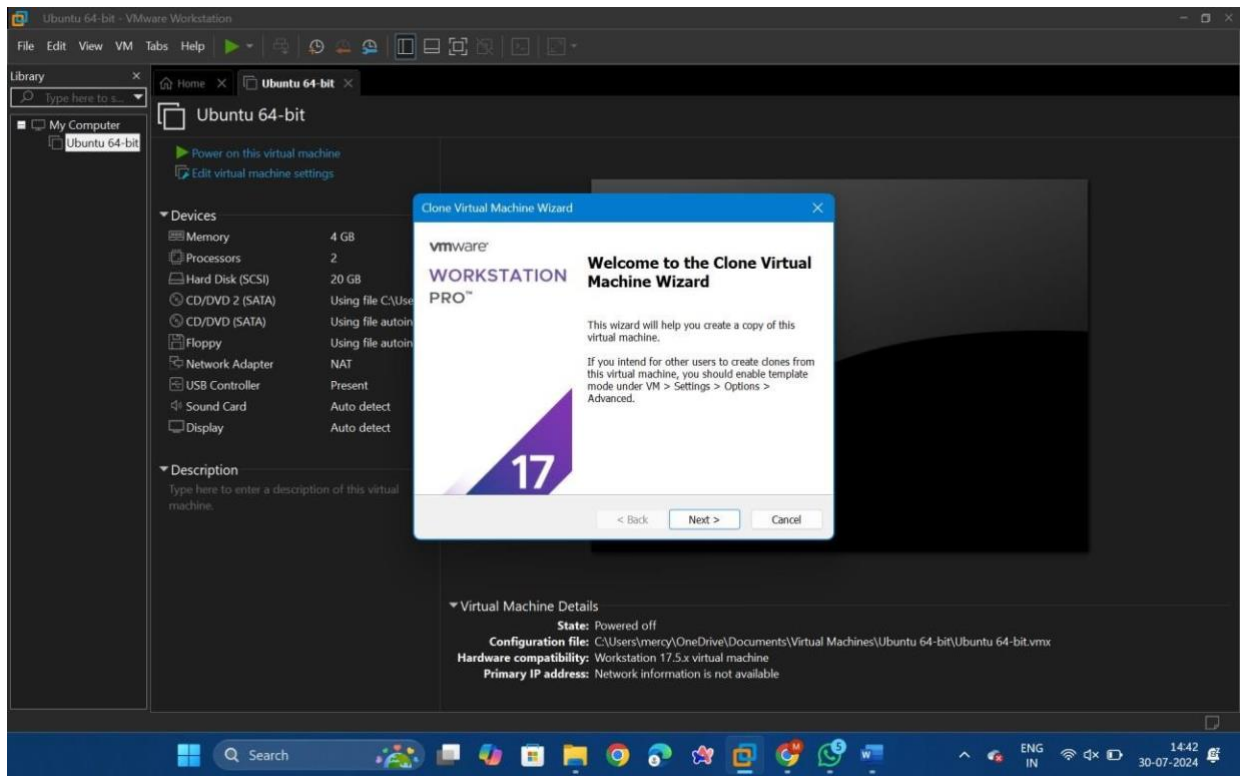 Ubuntu 64-bit - VMware Workstation
File Edit View VM Tabs Help
Library
Type here to s...
My Computer
Ubuntu 64-bit
Home
Ubuntu 64-bit
Ubuntu 64-bit
Power on this virtual machine
Edit virtual machine settings
Devices
Memory 4 GB
Processors 2
Hard Disk (SCSI) 20 GB
CD/DVD 2 (SATA) Using file C:\Use
CD/DVD (SATA) Using file autoin
Floppy Using file autoin
Network Adapter NAT
USB Controller Present
Sound Card Auto detect
Display Auto detect
Description
Type here to enter a description of this virtual
machine.
Clone Virtual Machine Wizard
vmware
WORKSTATION
PRO™
17
Welcome to the Clone Virtual
Machine Wizard
This wizard will help you create a copy of this
virtual machine.
If you intend for other users to create clones from
this virtual machine, you should enable template
mode under VM > Settings > Options >
Advanced.
< Back Next > Cancel
Virtual Machine Details
State: Powered off
Configuration file: C:\Users\mercy\OneDrive\Documents\Virtual Machines\Ubuntu 64-bit\Ubuntu 64-bit.vmx
Hardware compatibility: Workstation 17.5.x virtual machine
Primary IP address: Network information is not available
Search
5
ENG
IN
14:42
30-07-2024